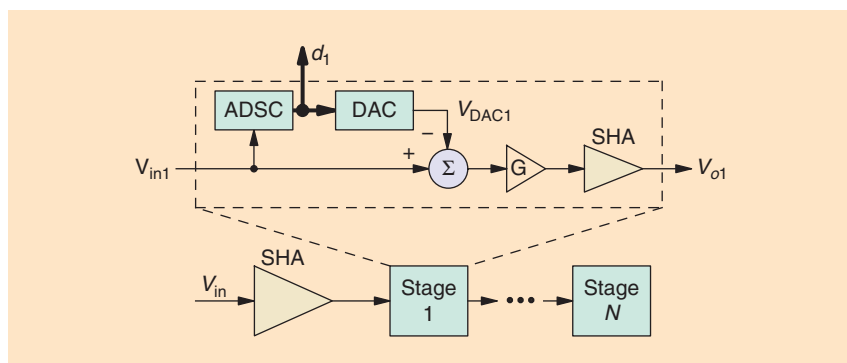 d1
ADSC
DAC
VDAC1
−
+
Σ
Vin1
G
SHA
Vo1
SHA
Vin
Stage
1
•••
Stage
N